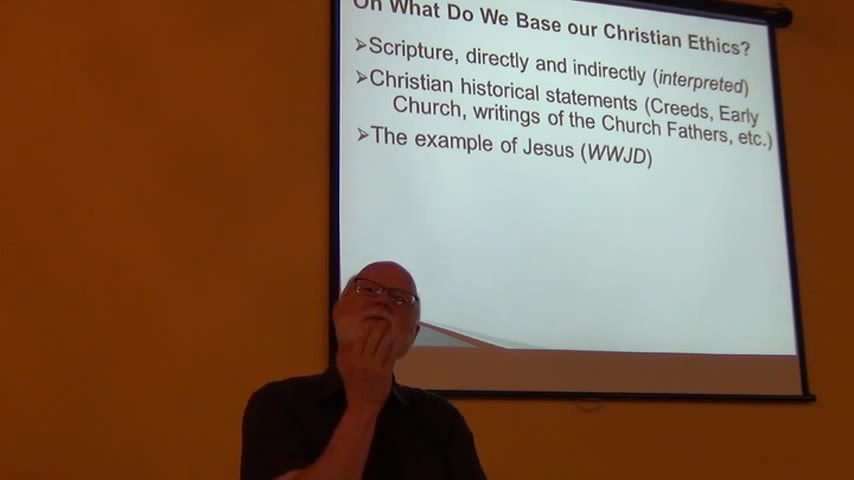 On What Do We Base our Christian Ethics?
➢Scripture, directly and indirectly (interpreted)
➢Christian historical statements (Creeds, Early
Church, writings of the Church Fathers, etc.)
➢The example of Jesus (WWJD)